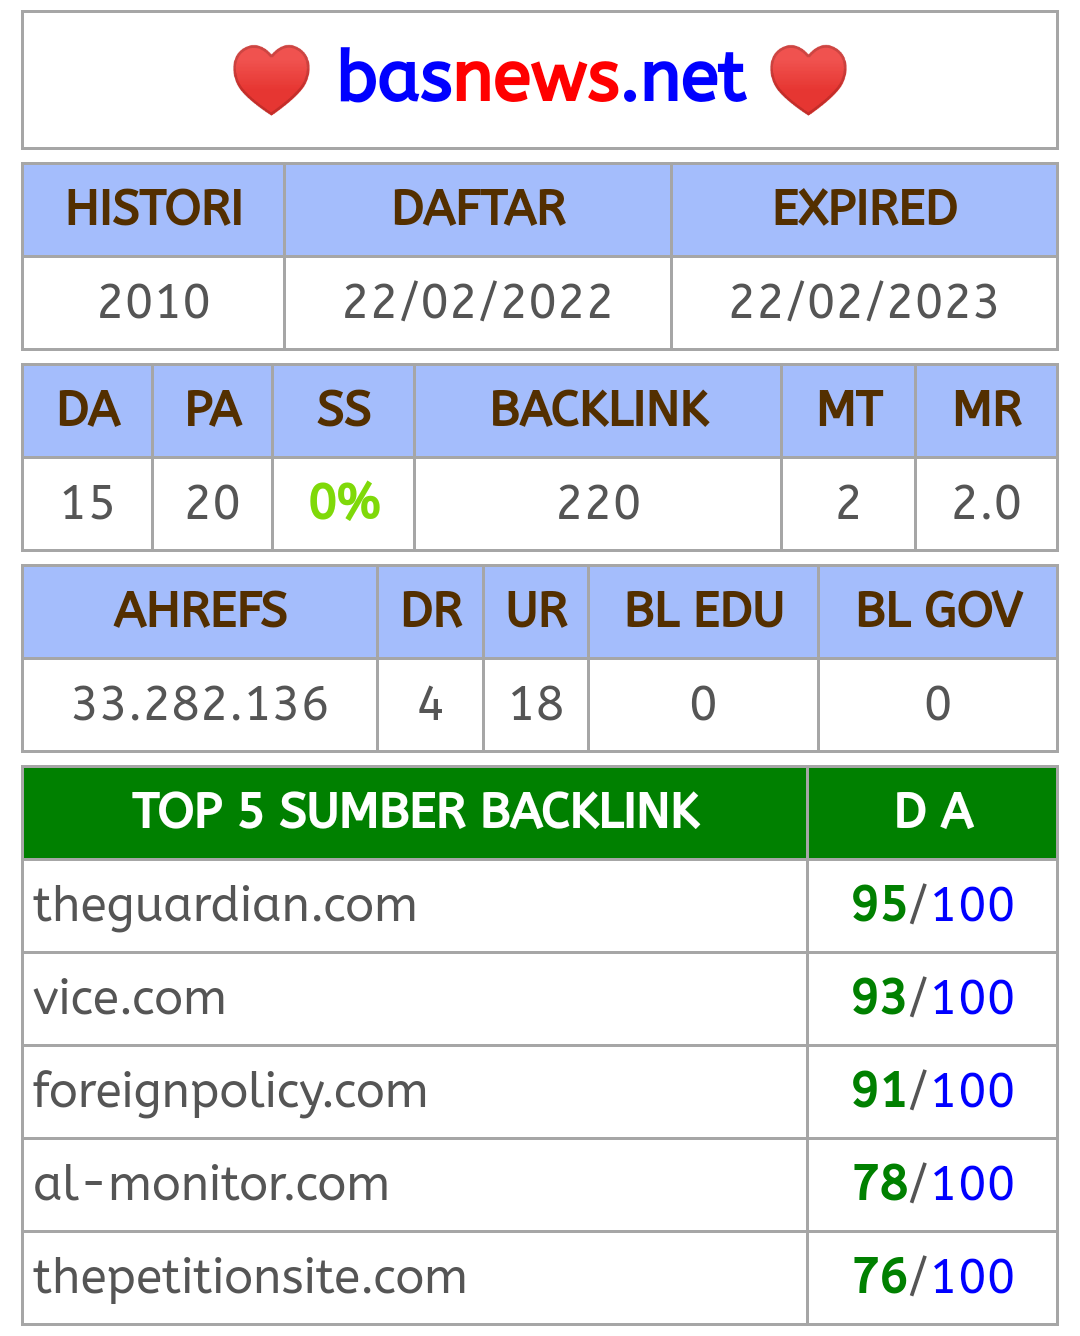 basnews.net
HISTORI DAFTAR EXPIRED
2010 22/02/2022 22/02/2023
DA PA SS BACKLINK MT MR
15 20 0% 220 2 2.0
AHREFS DR UR BL EDU BL GOV
33.282.136 4 18 0 0
TOP 5 SUMBER BACKLINK D A
theguardian.com 95/100
vice.com 93/100
foreignpolicy.com 91/100
al-monitor.com 78/100
thepetitionsite.com 76/100